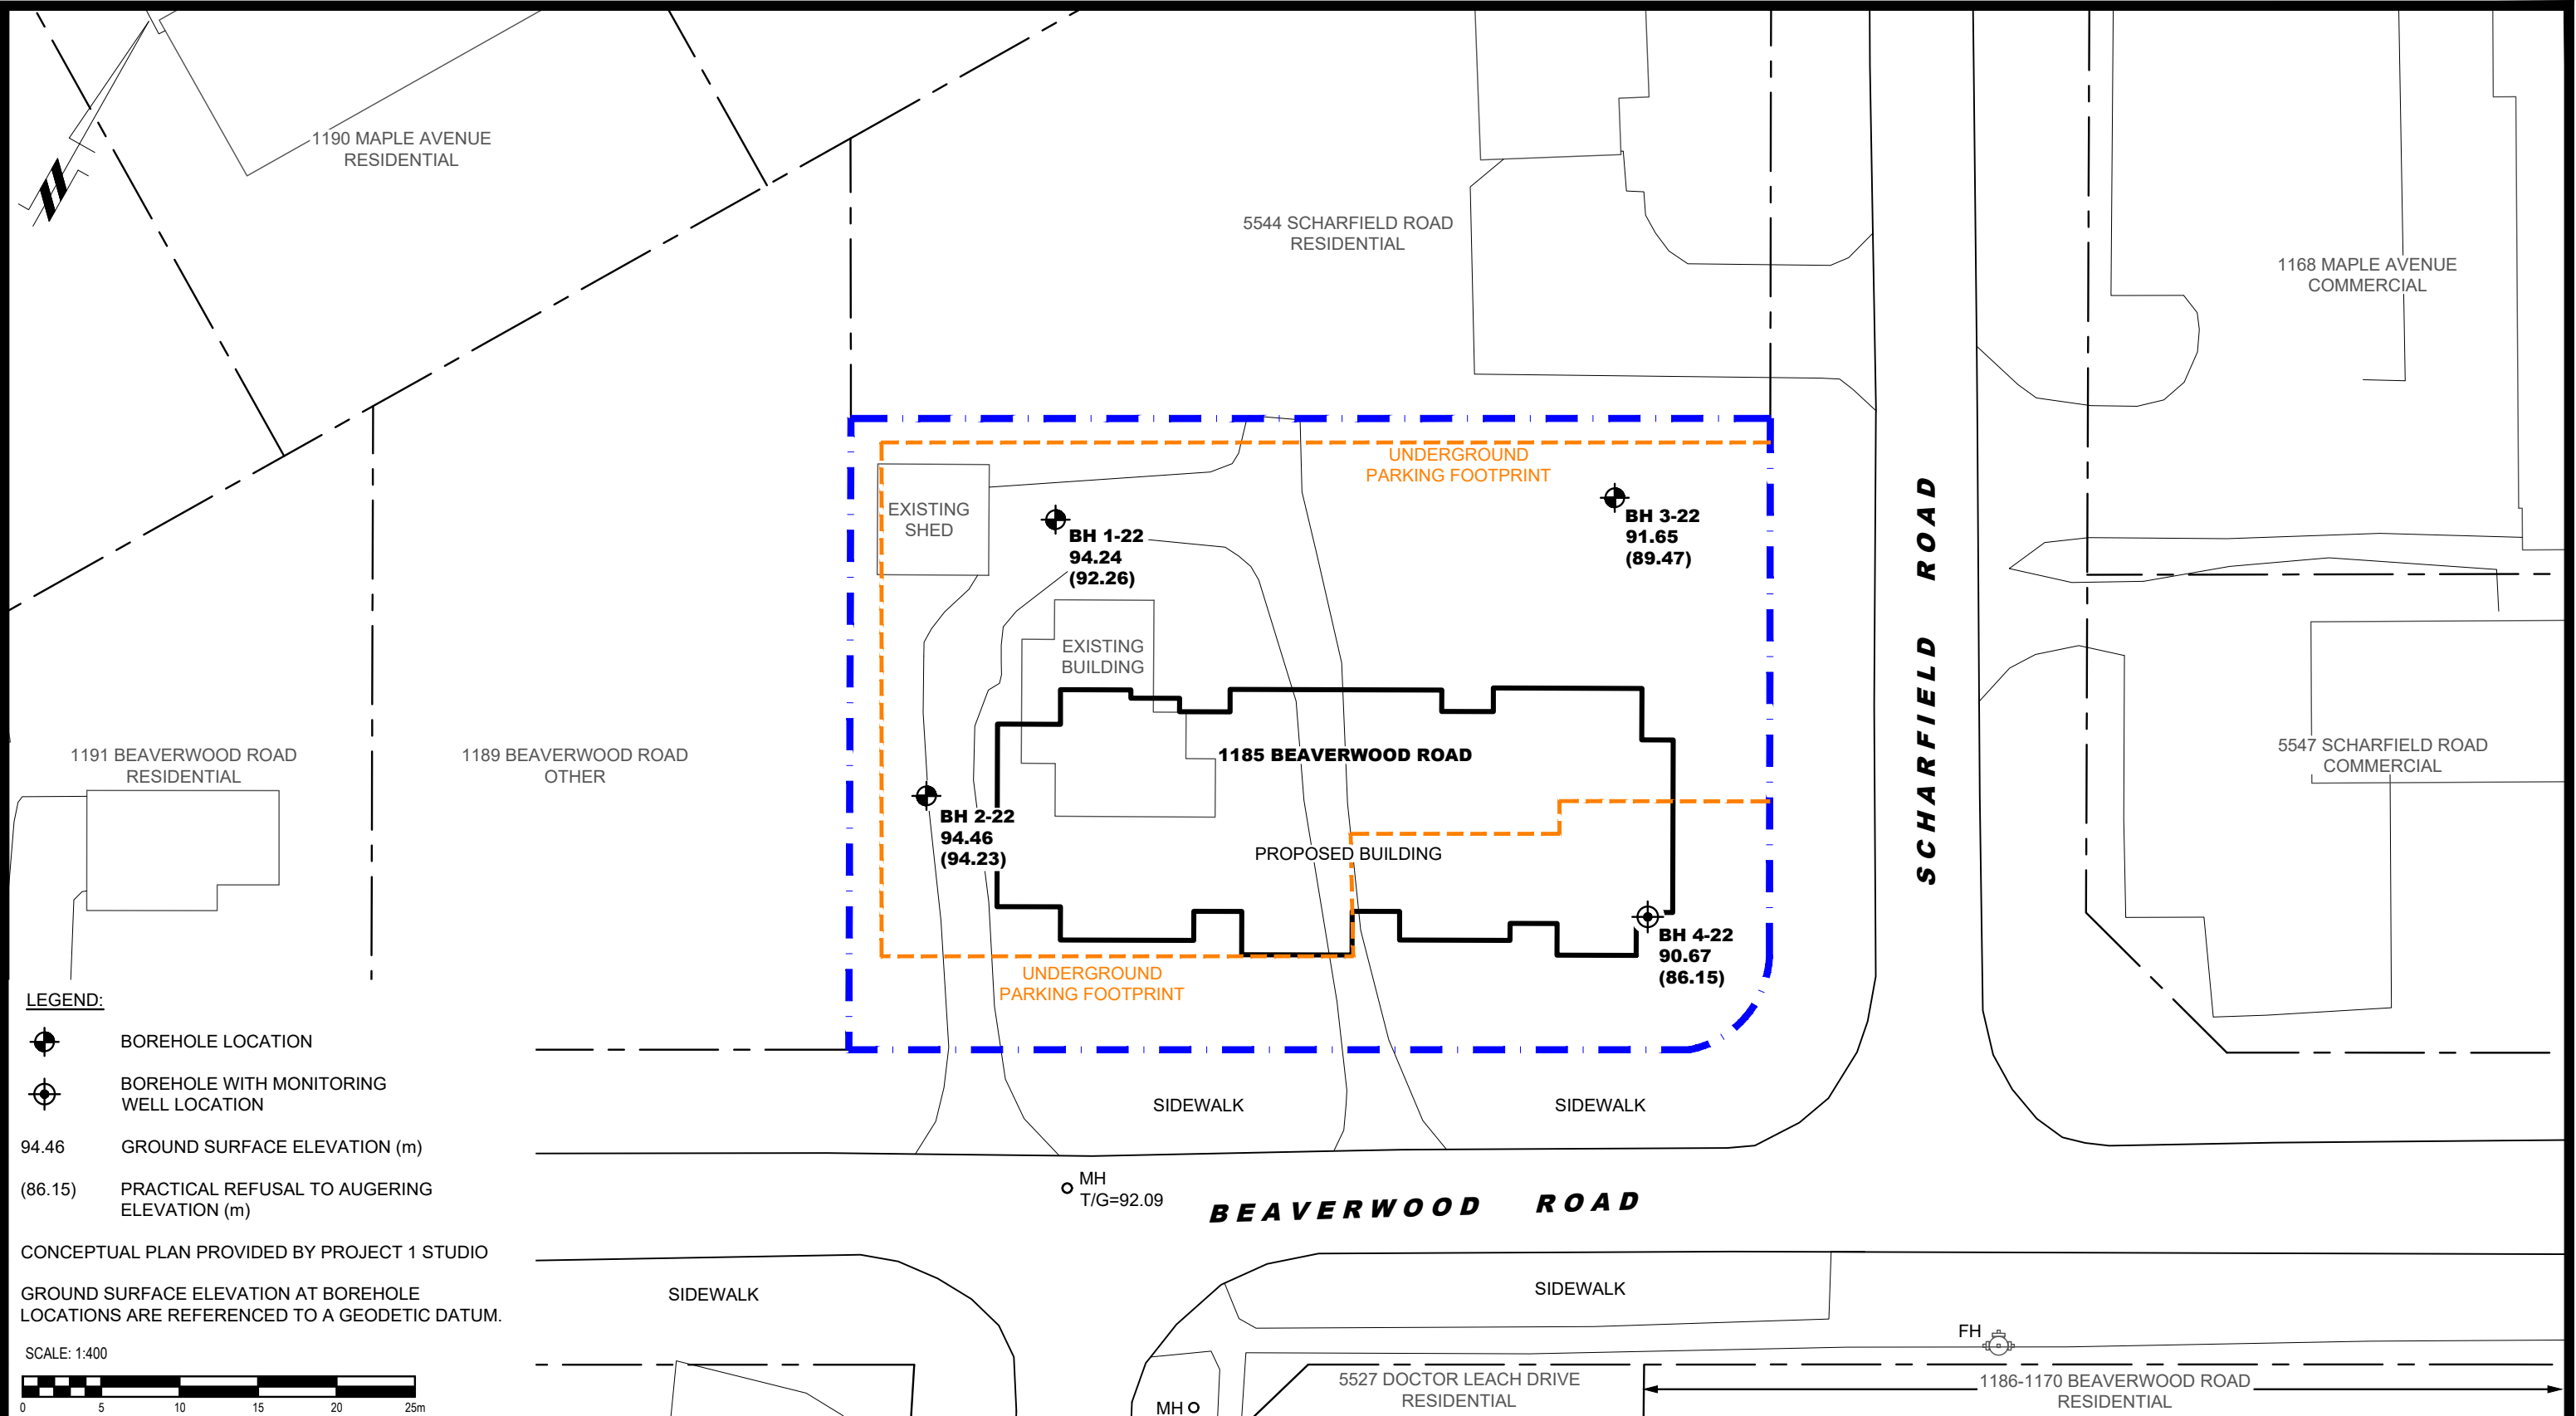 1190 MAPLE AVENUE
RESIDENTIAL
5544 SCHARFIELD ROAD
RESIDENTIAL
1168 MAPLE AVENUE
COMMERCIAL
UNDERGROUND
PARKING FOOTPRINT
EXISTING
SHED
BH 1-22
94.24
(92.26)
BH 3-22
91.65
(89.47)
SCHARFIELD ROAD
EXISTING
BUILDING
1191 BEAVERWOOD ROAD
RESIDENTIAL
1189 BEAVERWOOD ROAD
OTHER
1185 BEAVERWOOD ROAD
5547 SCHARFIELD ROAD
COMMERCIAL
BH 2-22
94.46
(94.23)
PROPOSED BUILDING
BH 4-22
90.67
(86.15)
UNDERGROUND
PARKING FOOTPRINT
LEGEND:
BOREHOLE LOCATION
BOREHOLE WITH MONITORING
WELL LOCATION
94.46 GROUND SURFACE ELEVATION (m)
(86.15) PRACTICAL REFUSAL TO AUGERING
ELEVATION (m)
CONCEPTUAL PLAN PROVIDED BY PROJECT 1 STUDIO
GROUND SURFACE ELEVATION AT BOREHOLE
LOCATIONS ARE REFERENCED TO A GEODETIC DATUM.
SCALE: 1:400
0 5 10 15 20 25m
SIDEWALK
SIDEWALK
MH
T/G=92.09
BEAVERWOOD ROAD
SIDEWALK
SIDEWALK
FH
5527 DOCTOR LEACH DRIVE
RESIDENTIAL
1186-1170 BEAVERWOOD ROAD
RESIDENTIAL
MH